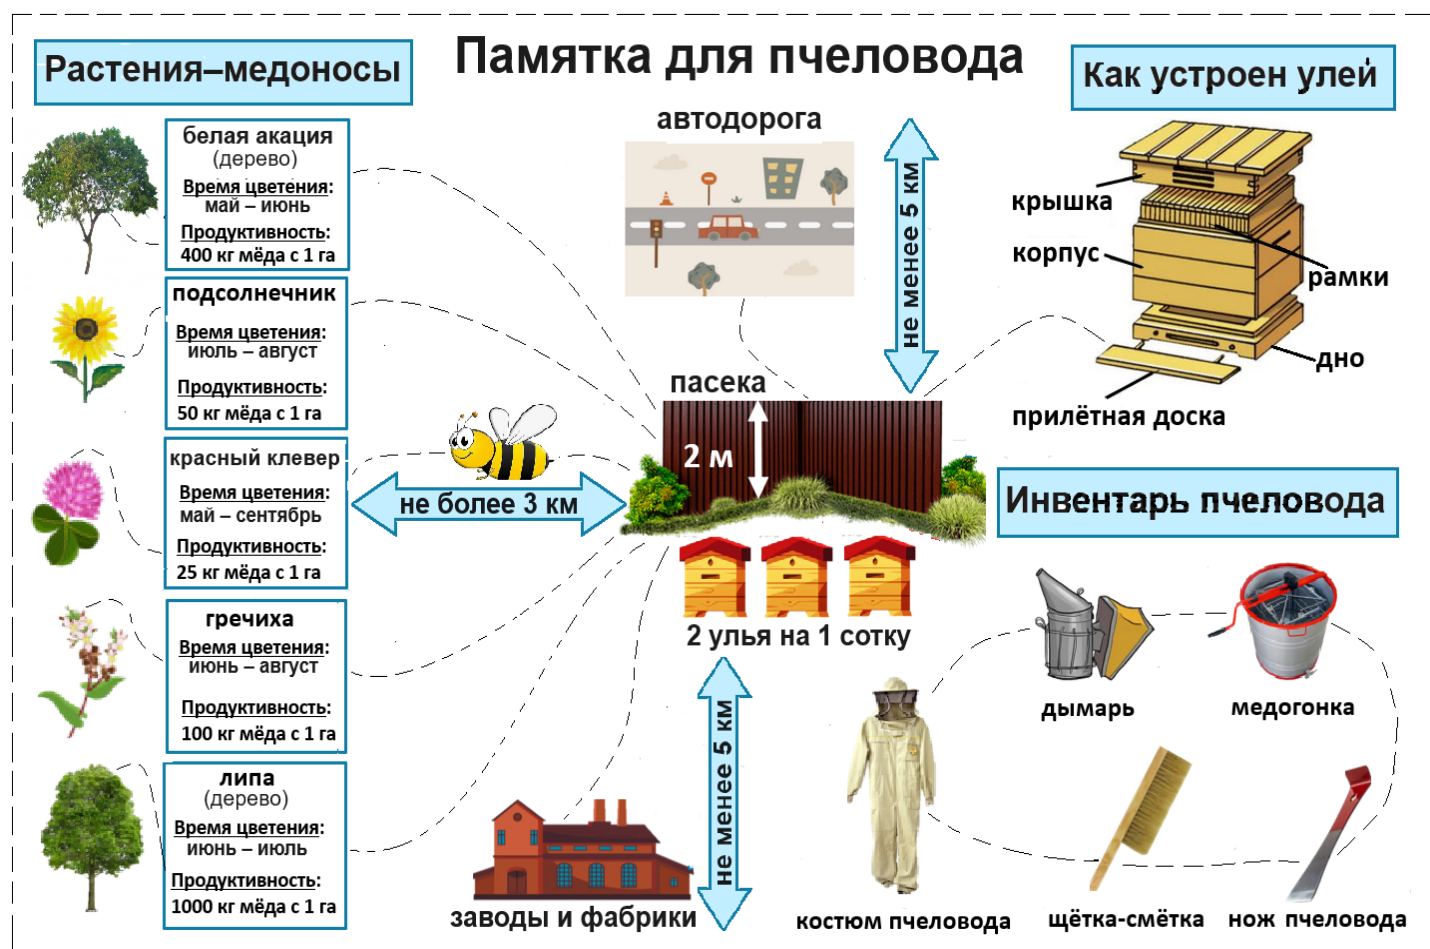 Памятка для пчеловода
Растения–медоносы
белая акация
(дерево)
Время цветения:
май – июнь
Продуктивность:
400 кг мёда с 1 га
подсолнечник
Время цветения:
июль – август
Продуктивность:
50 кг мёда с 1 га
красный клевер
Время цветения:
май – сентябрь
Продуктивность:
25 кг мёда с 1 га
гречиха
Время цветения:
июнь – август
Продуктивность:
100 кг мёда с 1 га
липа
(дерево)
Время цветения:
июнь – июль
Продуктивность:
1000 кг мёда с 1 га
автодорога
не менее 5 км
пасека
2 м
не более 3 км
2 улья на 1 сотку
не менее 5 км
заводы и фабрики
Как устроен улей
крышка
корпус
рамки
дно
прилётная доска
Инвентарь пчеловода
дымарь
медогонка
костюм пчеловода
щётка-смётка
нож пчеловода